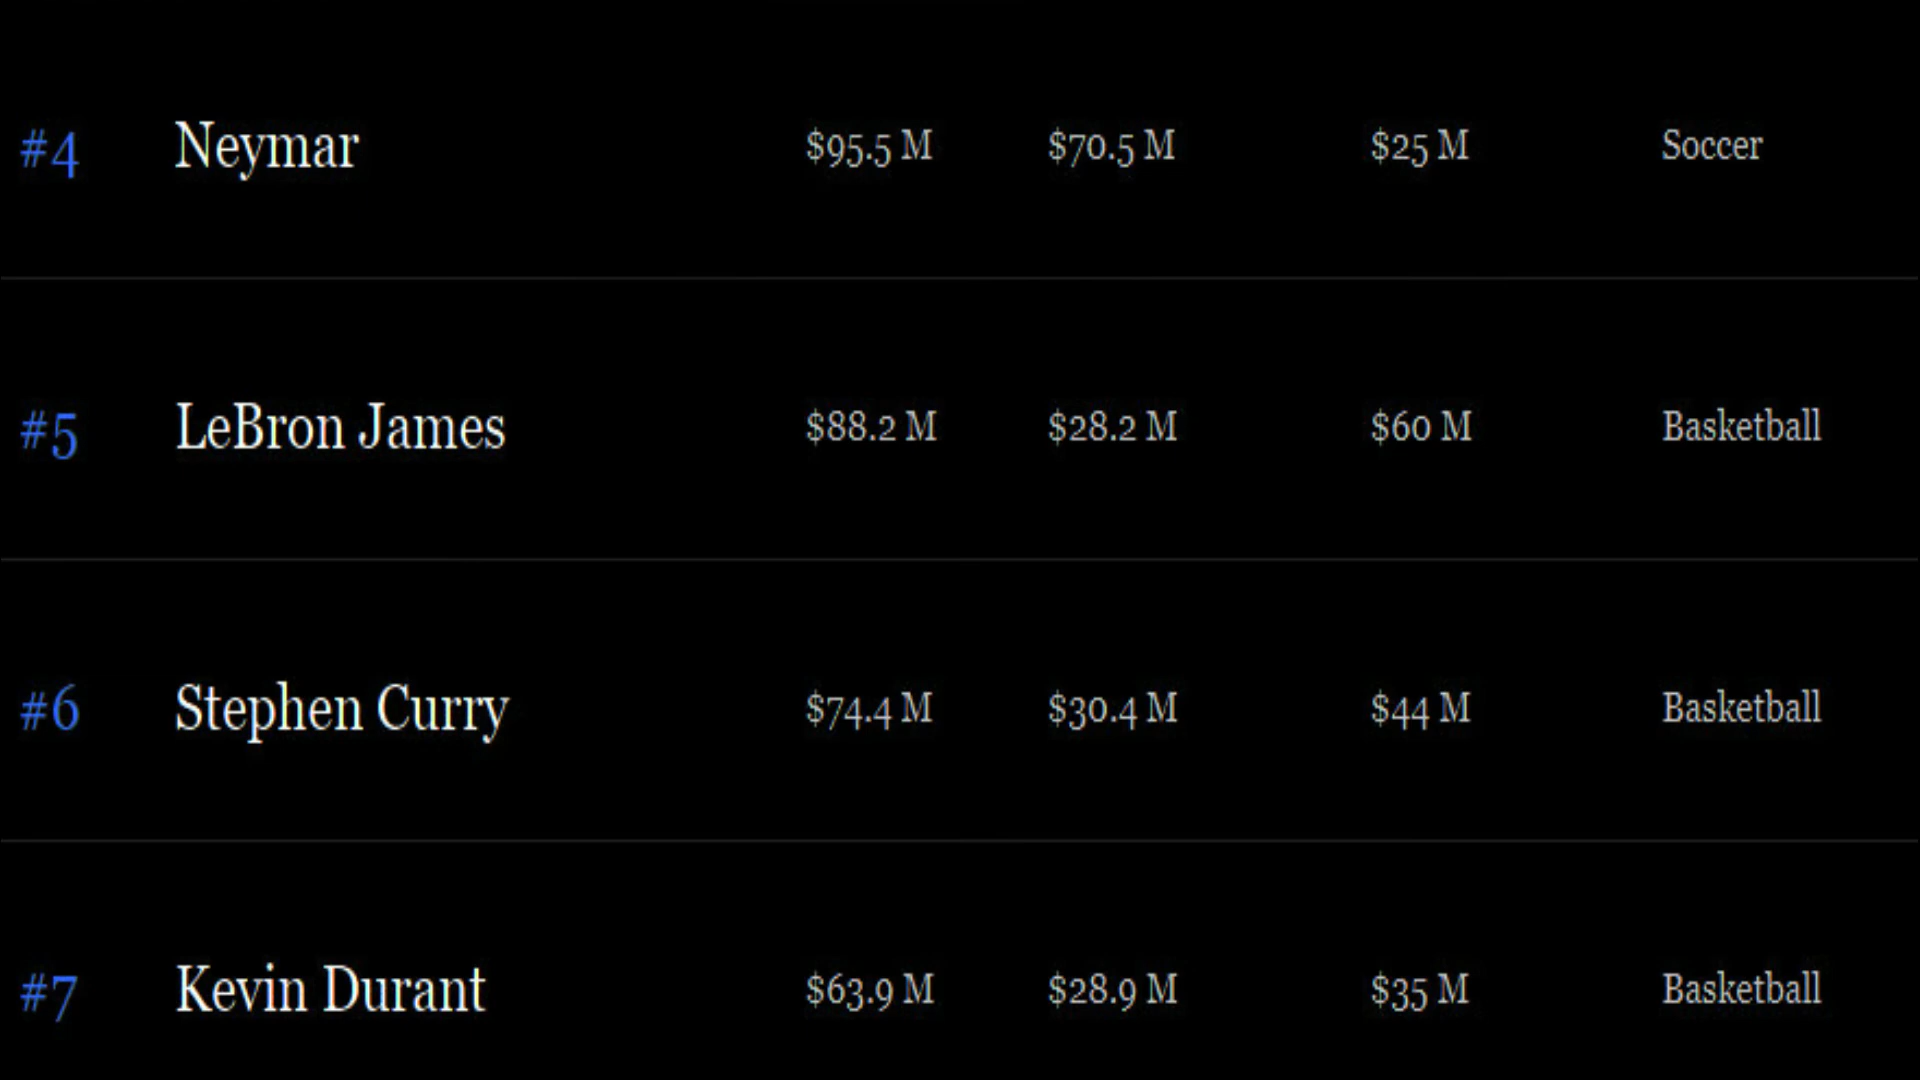 #4 Neymar $95.5 M $70.5 M $25 M Soccer
#5 LeBron James $88.2 M $28.2 M $60 M Basketball
#6 Stephen Curry $74.4 M $30.4 M $44 M Basketball
#7 Kevin Durant $63.9 M $28.9 M $35 M Basketball